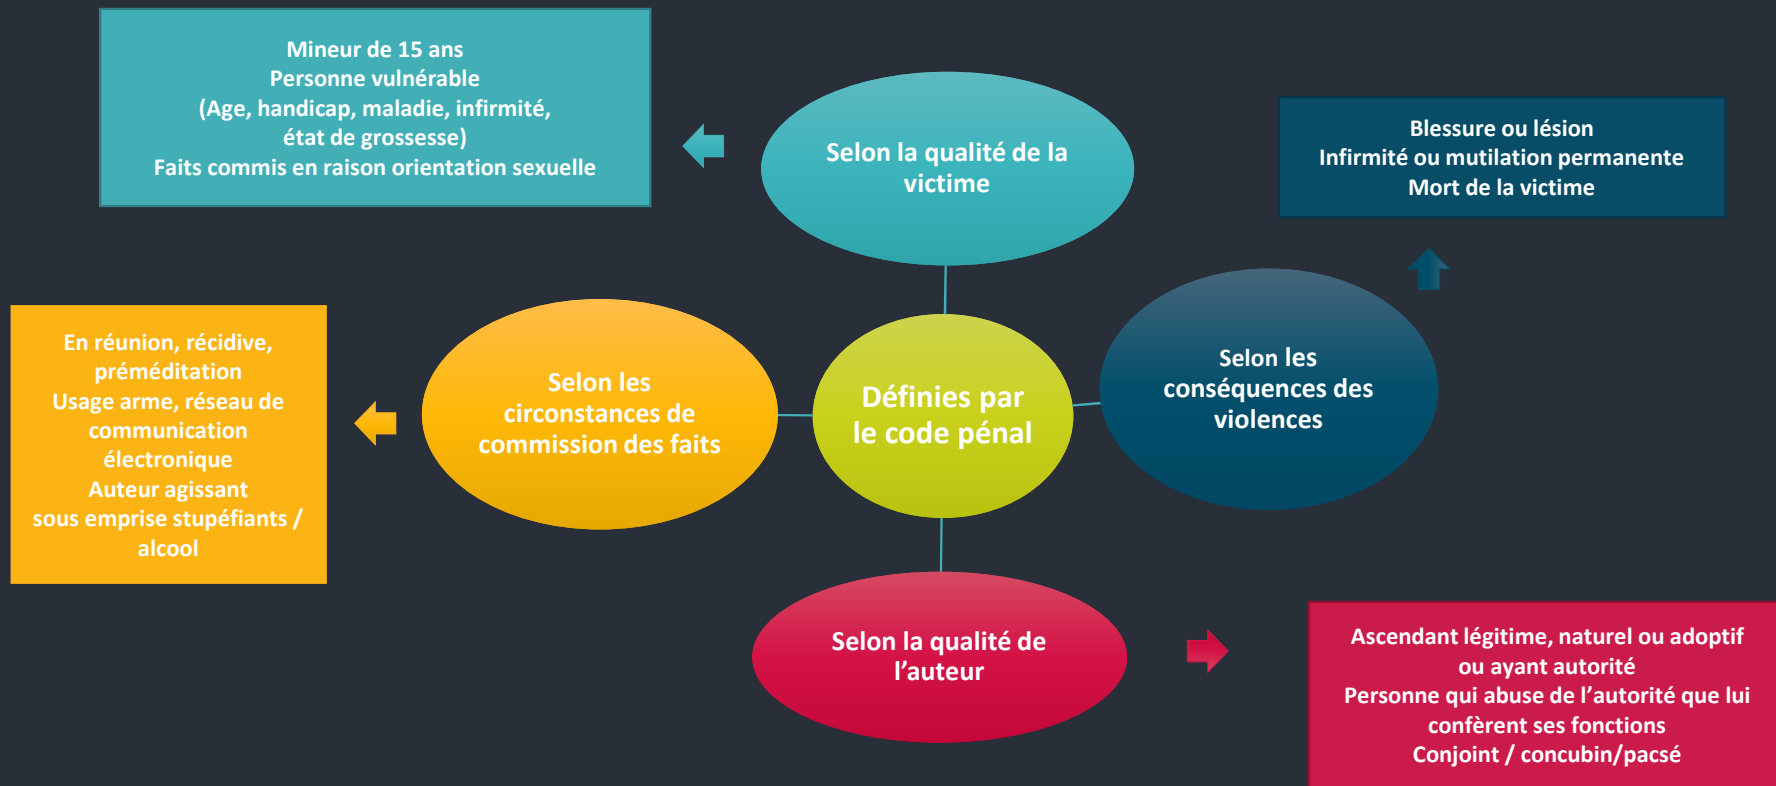 Mineur de 15 ans
Personne vulnérable
(Age, handicap, maladie, infirmité,
état de grossesse)
Faits commis en raison orientation sexuelle
Selon la qualité de la
victime
Blessure ou lésion
Infirmité ou mutilation permanente
Mort de la victime
En réunion, récidive,
préméditation
Usage arme, réseau de
communication
électronique
Auteur agissant
sous emprise stupéfiants /
alcool
Selon les
circonstances de
commission des faits
Définies par
le code pénal
Selon les
conséquences des
violences
Selon la qualité de
l’auteur
Ascendant légitime, naturel ou adoptif
ou ayant autorité
Personne qui abuse de l’autorité que lui
confèrent ses fonctions
Conjoint / concubin/pacsé